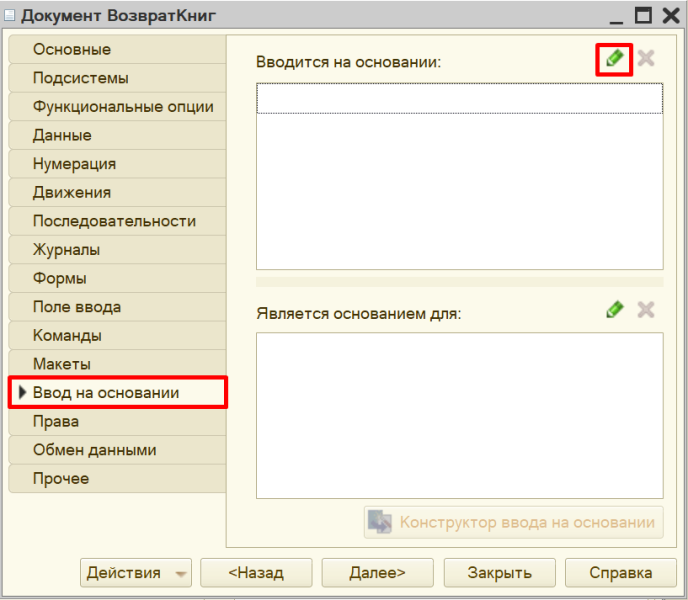 Документ ВозвратКниг
Основные
Подсистемы
Функциональные опции
Данные
Нумерация
Движения
Последовательности
Журналы
Формы
Поле ввода
Команды
Макеты
Ввод на основании
Права
Обмен данными
Прочее
Вводится на основании:
Является основанием для:
Конструктор ввода на основании
Действия
<Назад
Далее>
Закрыть
Справка